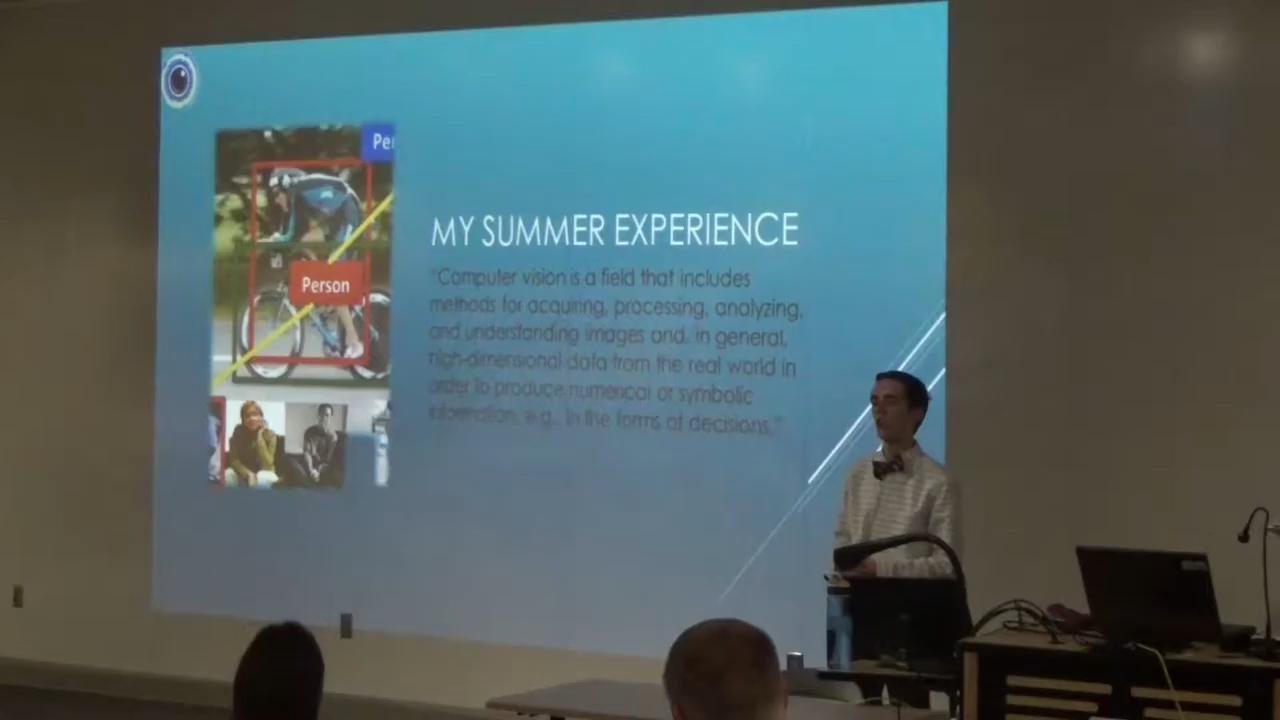 Per
Person
MY SUMMER EXPERIENCE
"Computer vision is a field that includes
methods for acquiring, processing, analyzing,
and understanding images and, in general,
high-dimensional data from the real world in
order to produce numerical or symbolic
information, e.g., in the forms of decisions."